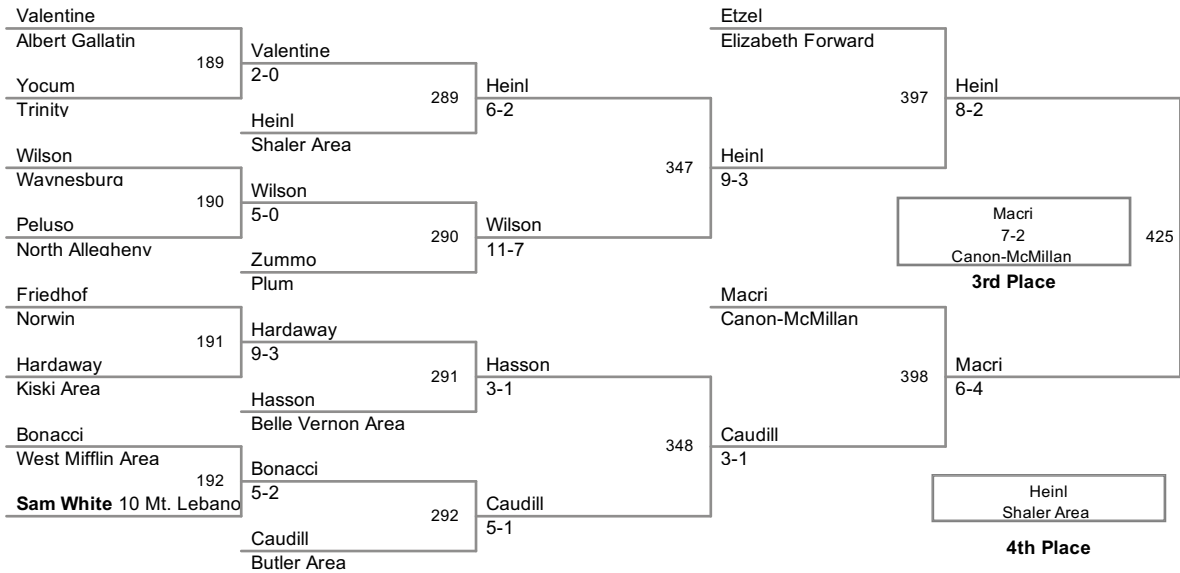 Valentine
Albert Gallatin
189
Yocum
Trinity
Wilson
Waynesburg
190
Peluso
North Allegheny
Friedhof
Norwin
191
Hardaway
Kiski Area
Bonacci
West Mifflin Area
192
Sam White 10 Mt. Lebano
Valentine
2-0
289
Heinl
Shaler Area
Wilson
5-0
290
Zummo
Plum
Hardaway
9-3
291
Hasson
Belle Vernon Area
Bonacci
5-2
292
Caudill
Butler Area
Heinl
6-2
347
Wilson
11-7
Hasson
3-1
348
Caudill
5-1
Etzel
Elizabeth Forward
397
Heinl
9-3
Macri
Canon-McMillan
398
Caudill
3-1
Heinl
8-2
425
Macri
6-4
Macri
7-2
Canon-McMillan
3rd Place
Heinl
Shaler Area
4th Place